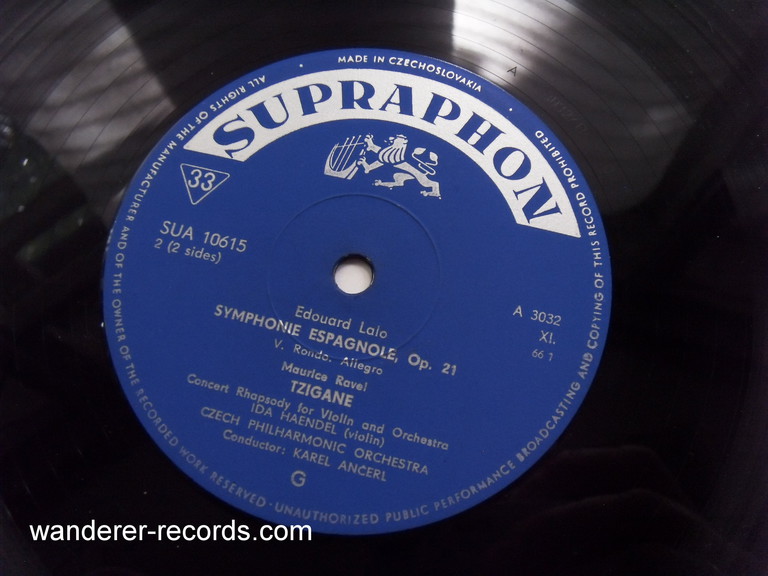 MADE IN CZECHOSLOVAKIA
ALL RIGHTS OF THE MANUFACTURER AND OF THE OWNER OF THE RECORDED WORK RESERVED · UNAUTHORIZED PUBLIC PERFORMANCE BROADCASTING AND COPYING OF THIS RECORD PROHIBITED
SUPRAPHON
33
SUA 10615
2 (2 sides)
A 3032
XI.
66 1
Edouard Lalo
SYMPHONIE ESPAGNOLE, Op. 21
V. Rondo. Allegro
Maurice Ravel
TZIGANE
Concert Rhapsody for Violin and Orchestra
IDA HAENDEL (violin)
CZECH PHILHARMONIC ORCHESTRA
Conductor: KAREL ANČERL
G
A
wanderer-records.com